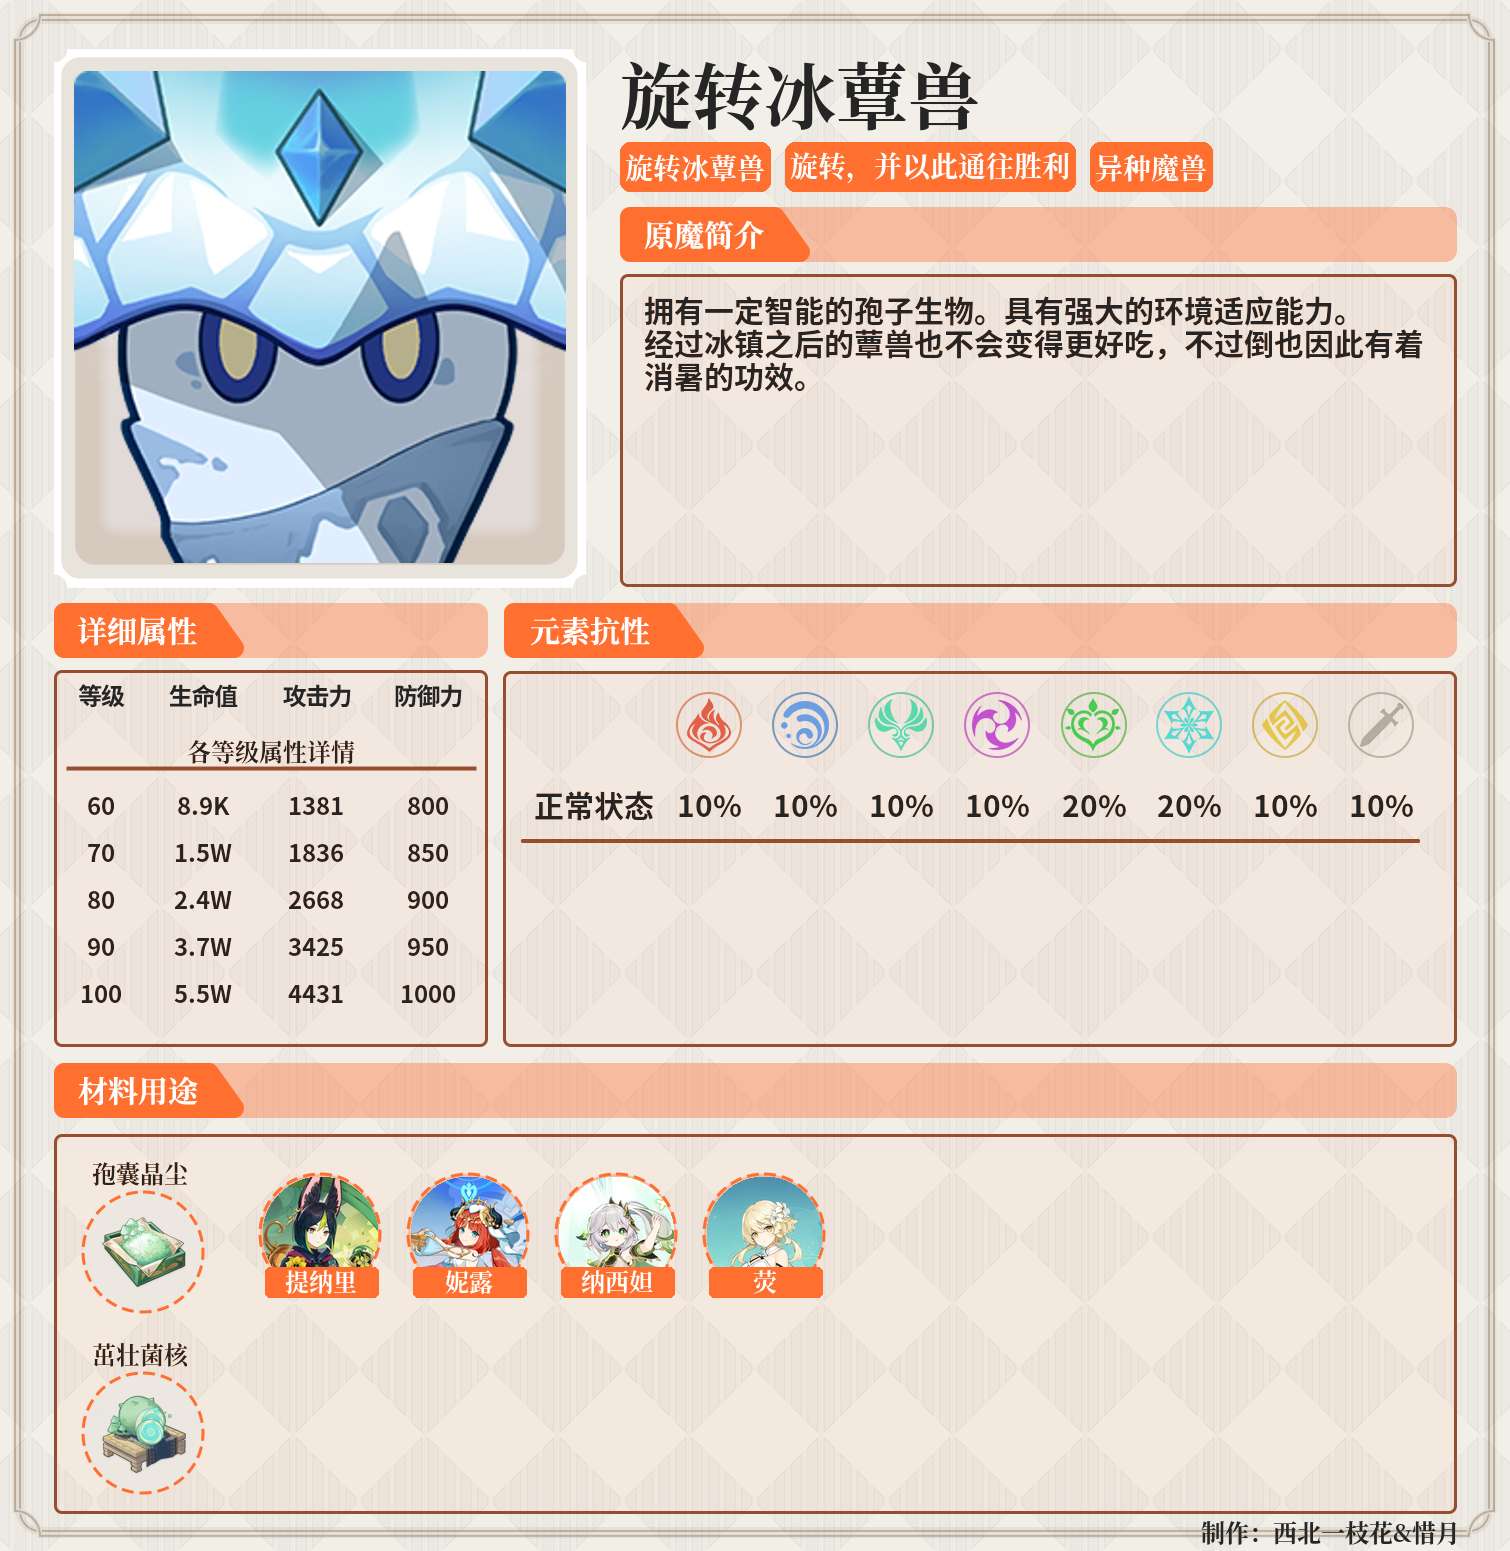 旋转冰蕈兽
旋转冰蕈兽 旋转，并以此通往胜利 异种魔兽
原魔简介
拥有一定智能的孢子生物。具有强大的环境适应能力。
经过冰镇之后的蕈兽也不会变得更好吃，不过倒也因此有着
消暑的功效。
详细属性
等级 生命值 攻击力 防御力
各等级属性详情
60 8.9K 1381 800
70 1.5W 1836 850
80 2.4W 2668 900
90 3.7W 3425 950
100 5.5W 4431 1000
元素抗性
正常状态 10% 10% 10% 10% 20% 20% 10% 10%
材料用途
孢囊晶尘
提纳里 妮露 纳西妲 荧
茁壮菌核
制作：西北一枝花&惜月